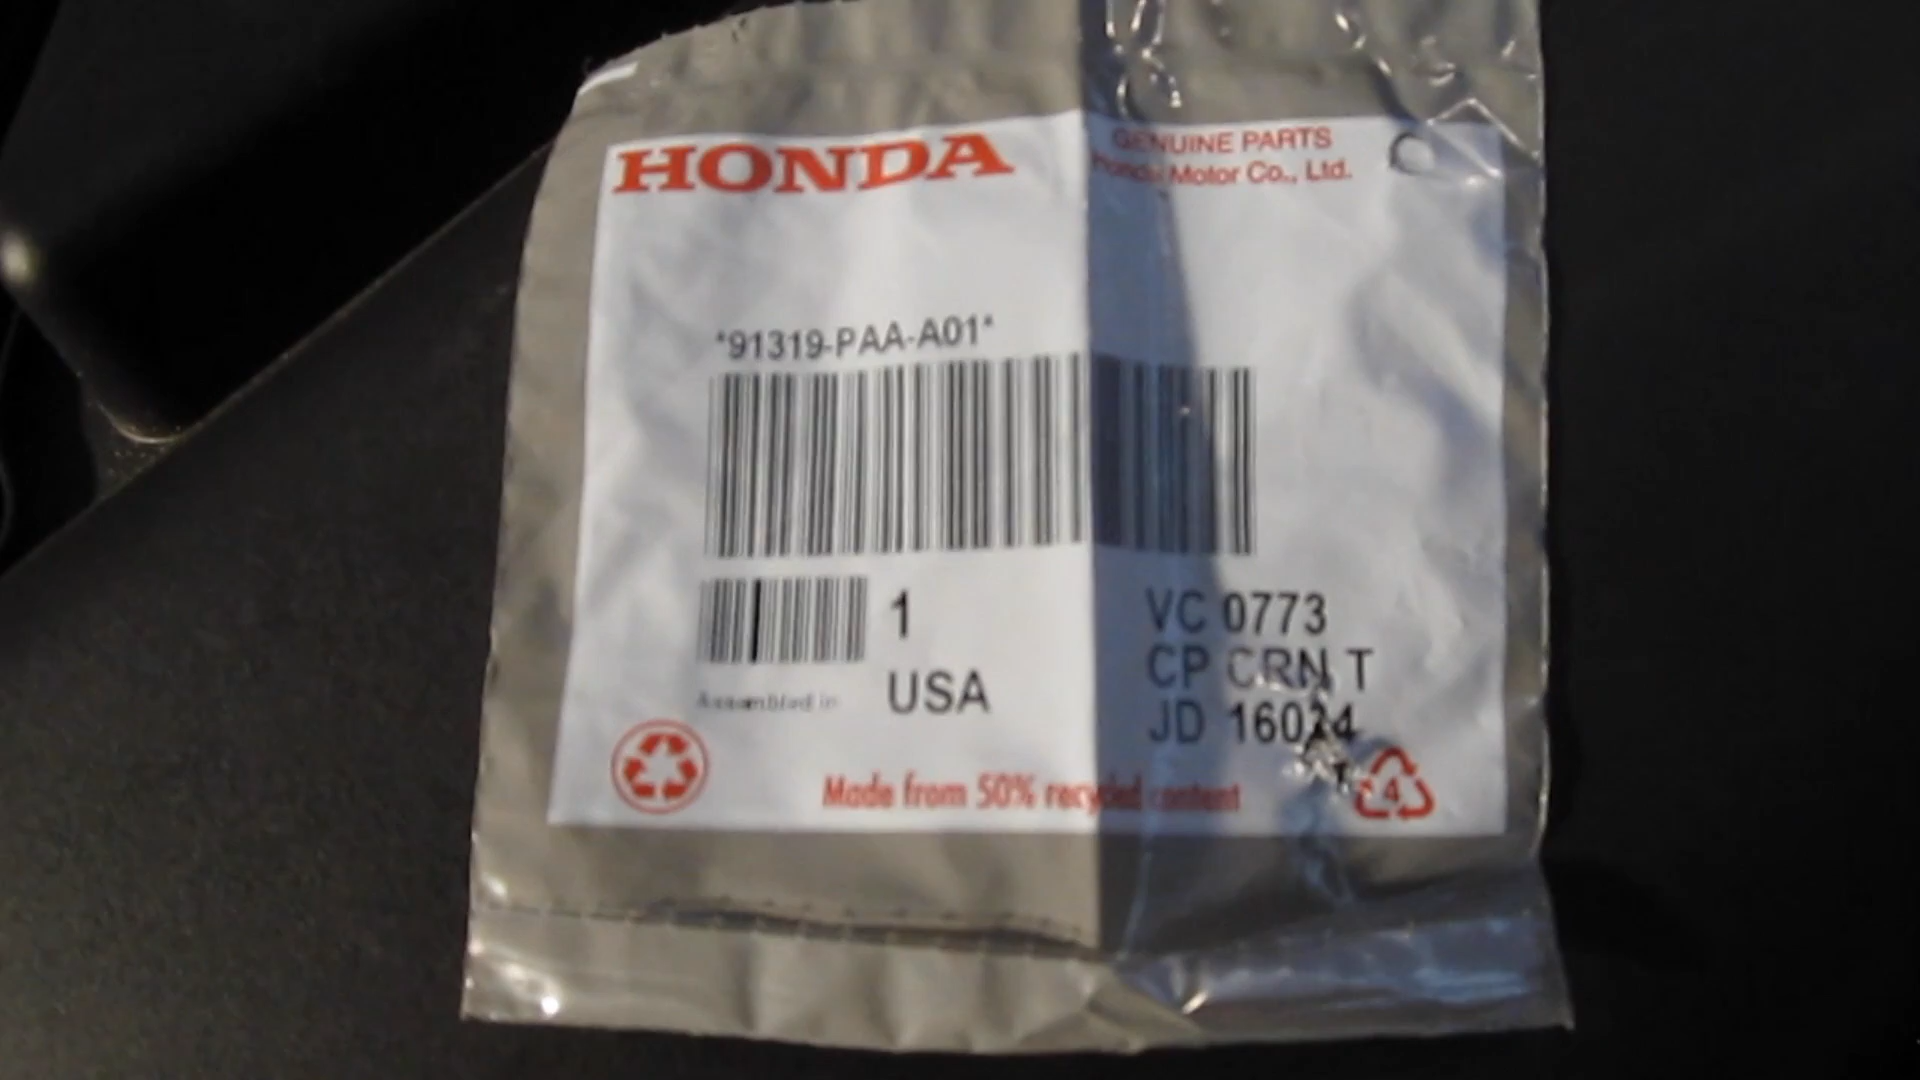 HONDA
GENUINE PARTS
Honda Motor Co., Ltd.
*91319-PAA-A01*
1
VC 0773
CP CRN T
Assembled in USA
JD 16024
Made from 50% recycled content
4